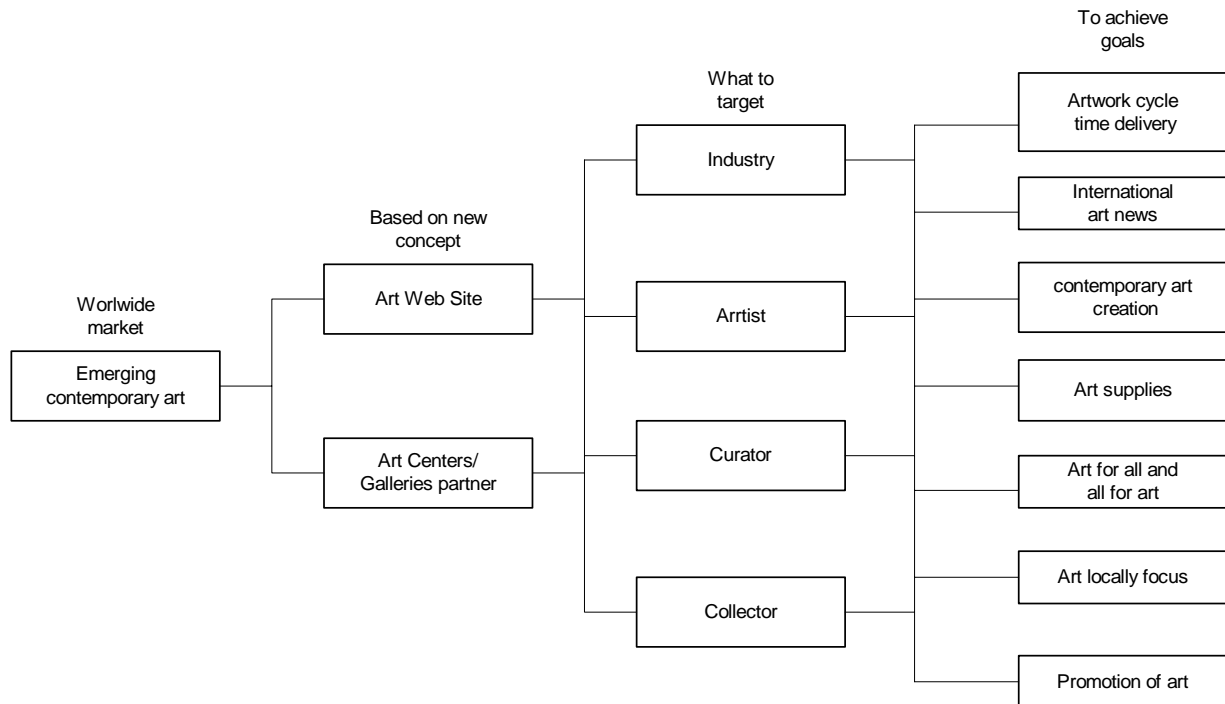 Worlwide
market
Emerging
contemporary art
Based on new
concept
Art Web Site
Art Centers/
Galleries partner
What to
target
Industry
Arrtist
Curator
Collector
To achieve
goals
Artwork cycle
time delivery
International
art news
contemporary art
creation
Art supplies
Art for all and
all for art
Art locally focus
Promotion of art